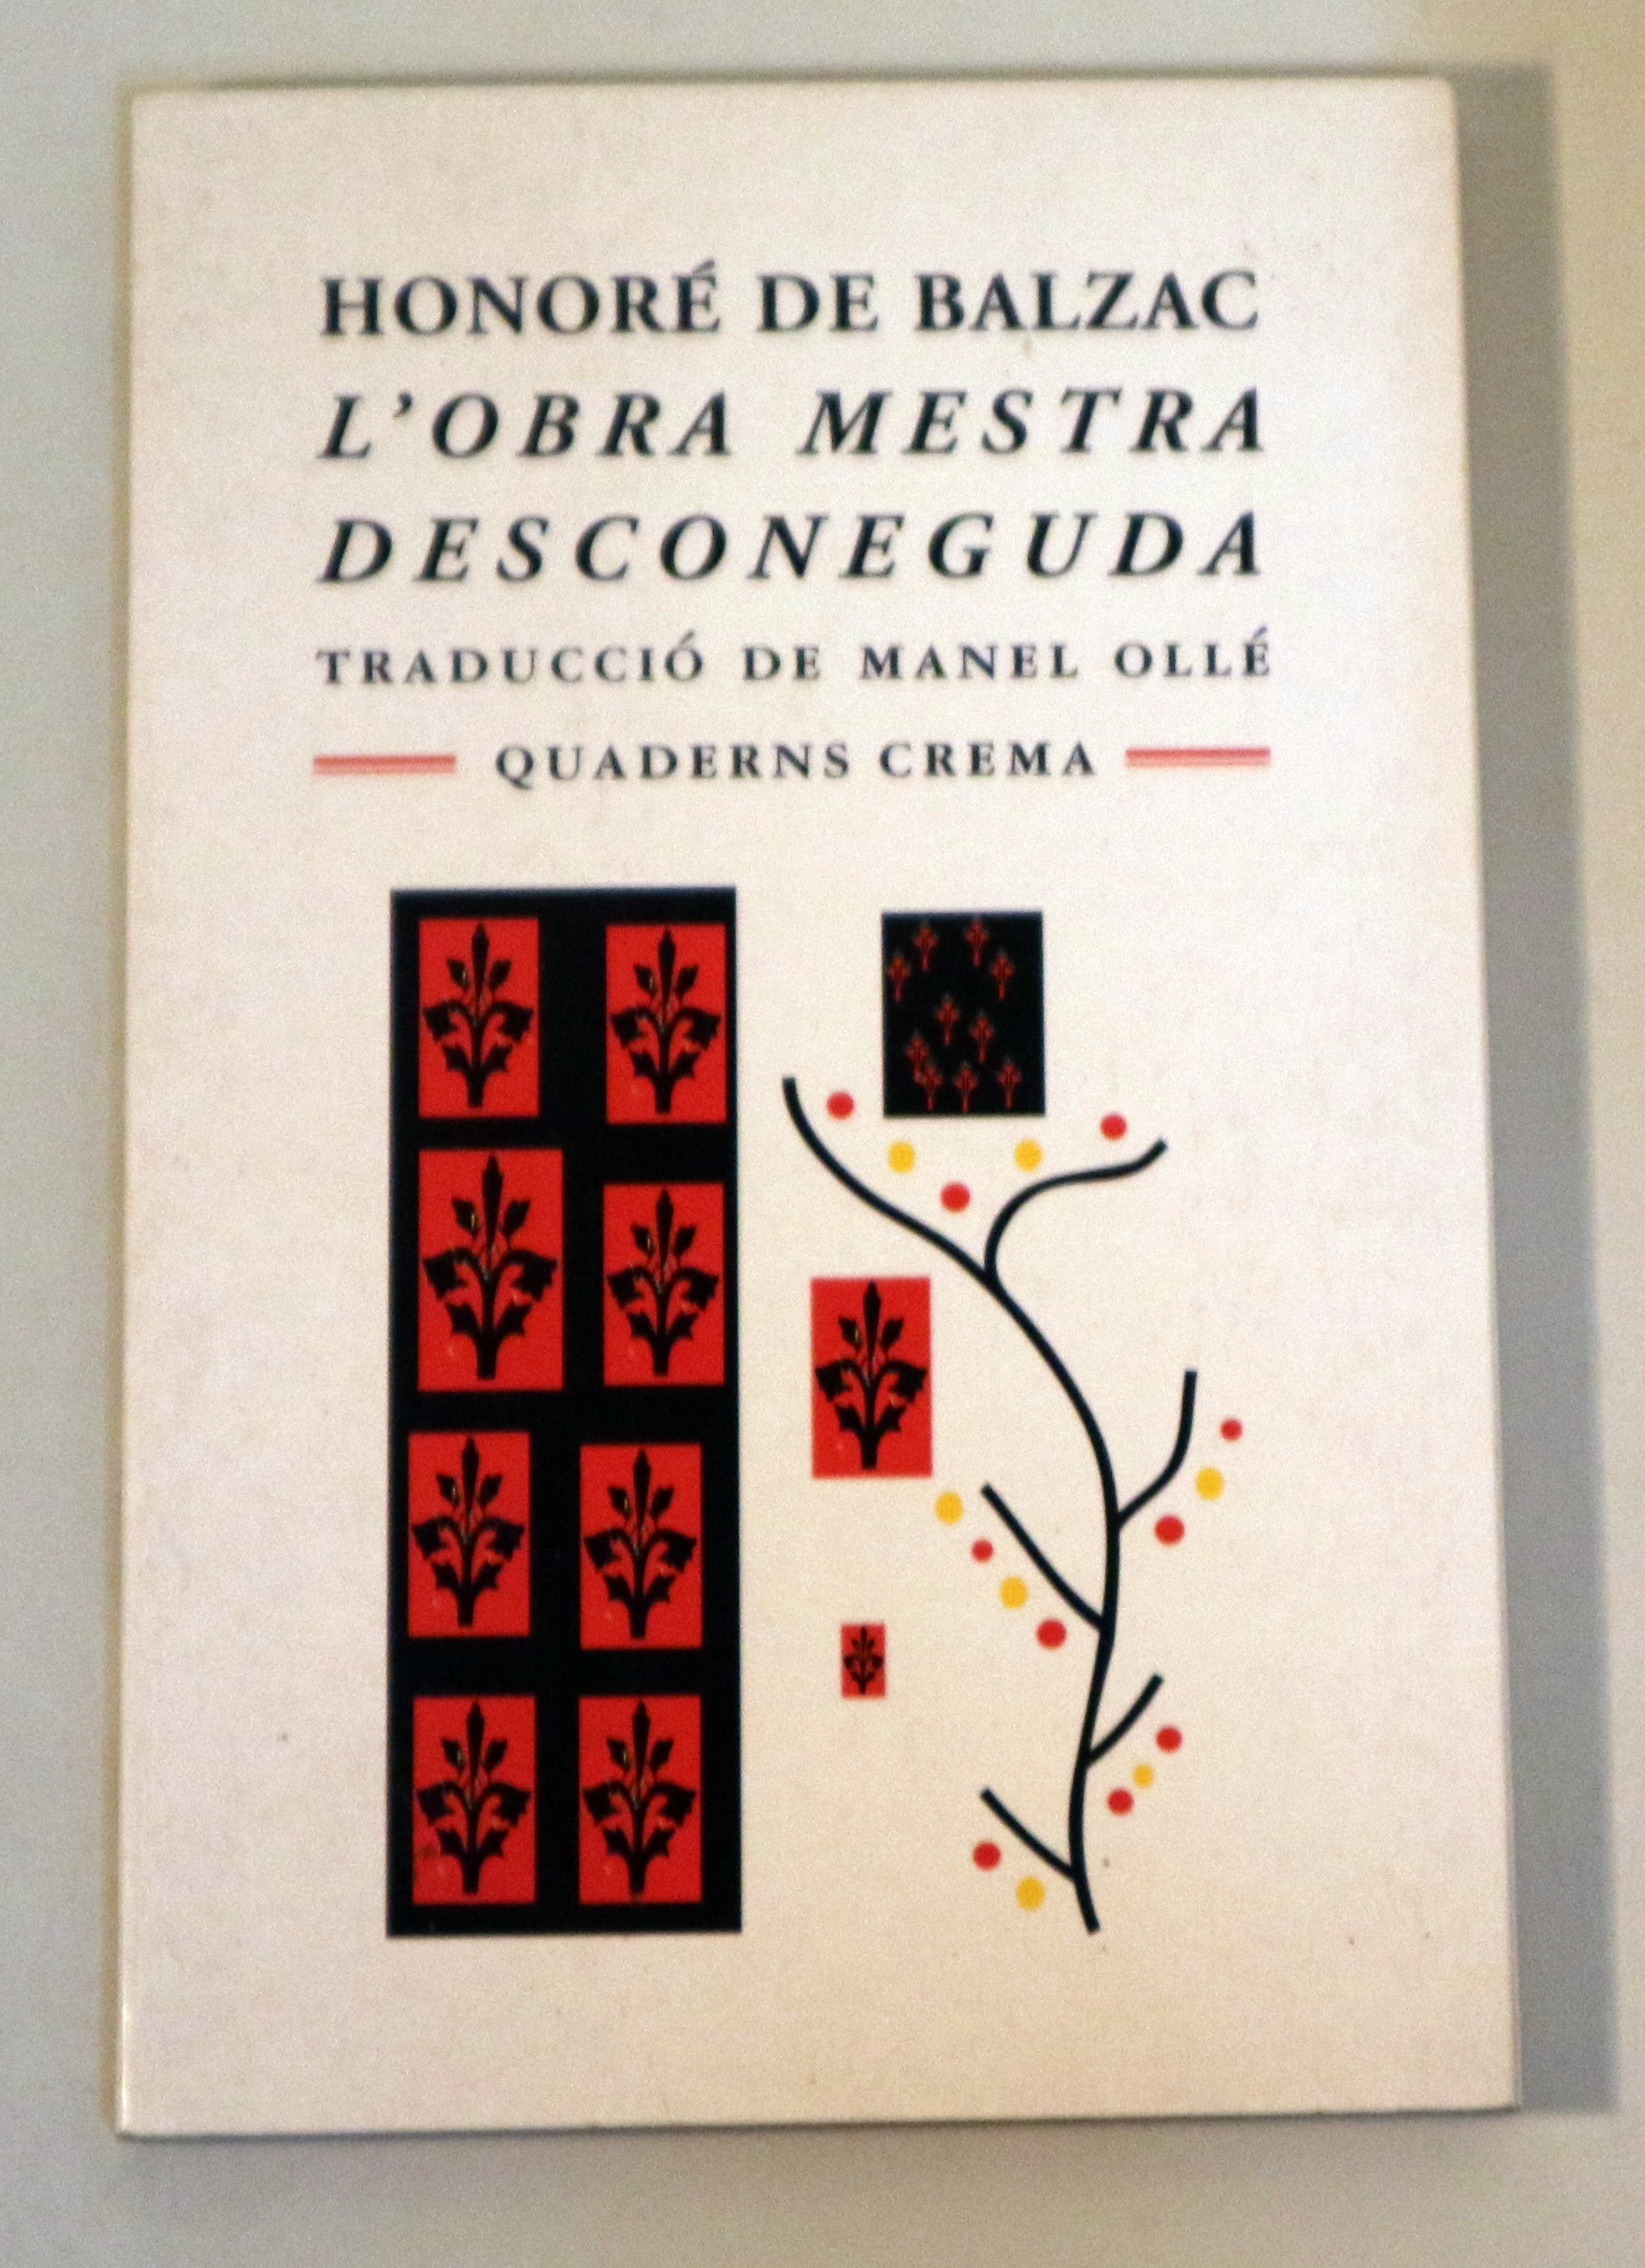 HONORÉ DE BALZAC
L'OBRA MESTRA
DESCONEGUDA
TRADUCCIÓ DE MANEL OLLÉ
QUADERNS CREMA